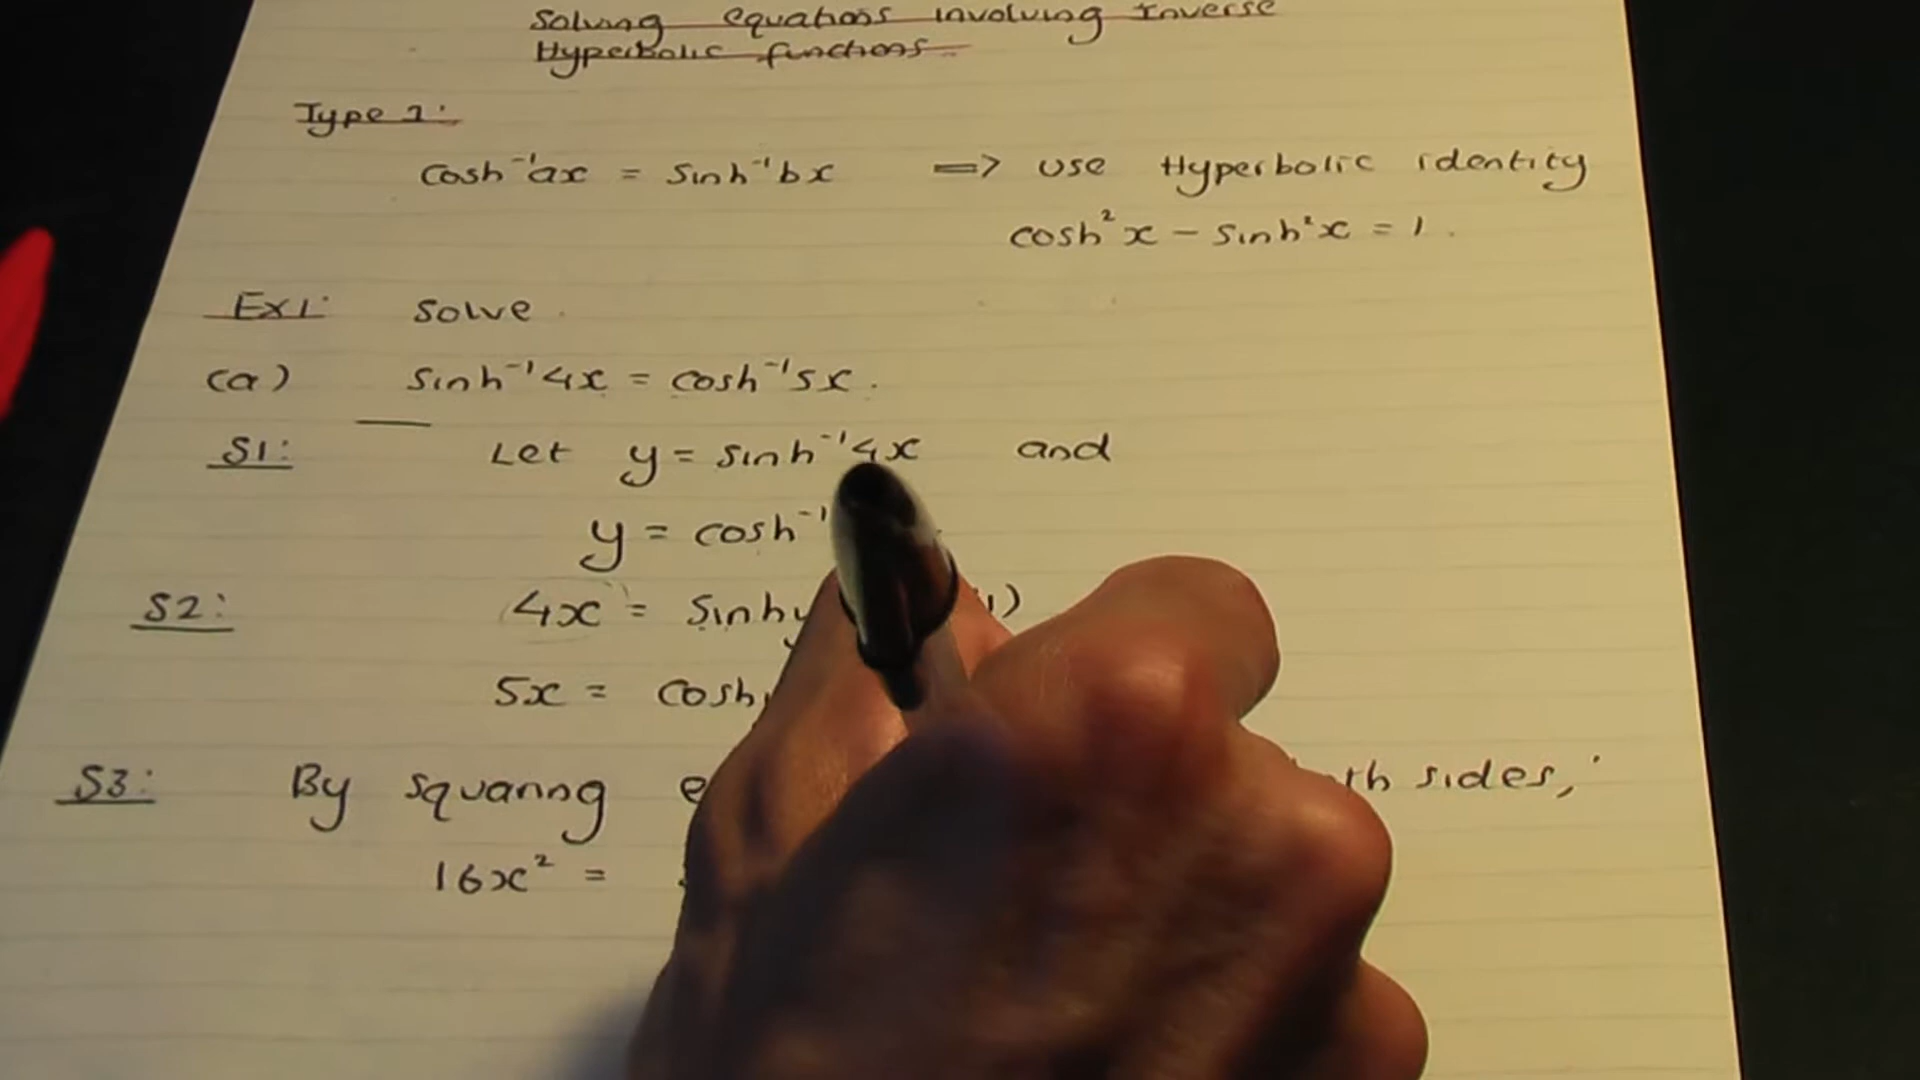 Solving equations involving Inverse
Hyperbolic functions.
Type 1:
cosh⁻¹ax = sinh⁻¹bx => use Hyperbolic identity
cosh²x - sinh²x = 1.
Ex1: Solve
(a) sinh⁻¹4x = cosh⁻¹5x.
S1: Let y = sinh⁻¹4x and
y = cosh⁻¹
S2: 4x = sinhy
5x = cosh
S3: By squaring sides,
16x² =